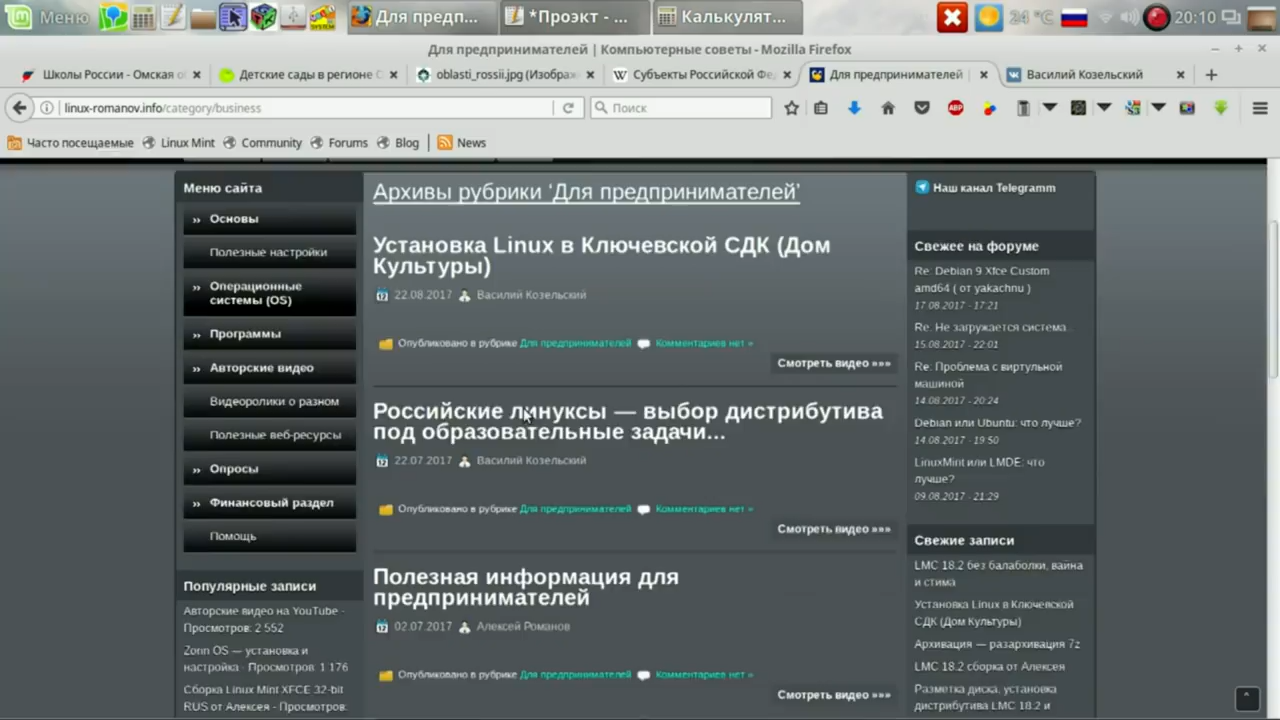 Меню
Для предп...
*Проэкт - ...
Калькулят...
24 °C
20:10
Для предпринимателей | Компьютерные советы - Mozilla Firefox
Школы России - Омская о
Детские сады в регионе С
oblasti_rossii.jpg (Изображ
Субъекты Российской Фе
Для предпринимателей |
Василий Козельский
linux-romanov.info/category/business
Поиск
ABP
Часто посещаемые
Linux Mint
Community
Forums
Blog
News
Меню сайта
» Основы
Полезные настройки
» Операционные
системы (OS)
» Программы
» Авторские видео
Видеоролики о разном
Полезные веб-ресурсы
» Опросы
» Финансовый раздел
Помощь
Популярные записи
Авторские видео на YouTube -
Просмотров: 2 552
Zorin OS — установка и
настройка - Просмотров: 1 176
Сборка Linux Mint XFCE 32-bit
RUS от Алексея - Просмотров:
Архивы рубрики ‘Для предпринимателей’
Установка Linux в Ключевской СДК (Дом
Культуры)
22.08.2017 Василий Козельский
Опубликовано в рубрике Для предпринимателей Комментариев нет »
Смотреть видео »»»
Российские линуксы — выбор дистрибутива
под образовательные задачи...
22.07.2017 Василий Козельский
Опубликовано в рубрике Для предпринимателей Комментариев нет »
Смотреть видео »»»
Полезная информация для
предпринимателей
02.07.2017 Алексей Романов
Опубликовано в рубрике Для предпринимателей Комментариев нет »
Смотреть видео »»»
Наш канал Telegramm
Свежее на форуме
Re: Debian 9 Xfce Custom
amd64 ( от yakachnu )
17.08.2017 - 17:21
Re: Не загружается система...
15.08.2017 - 22:01
Re: Проблема с виртульной
машиной
14.08.2017 - 20:24
Debian или Ubuntu: что лучше?
14.08.2017 - 19:50
LinuxMint или LMDE: что
лучше?
09.08.2017 - 21:29
Свежие записи
LMC 18.2 без балаболки, ваина
и стима
Установка Linux в Ключевской
СДК (Дом Культуры)
Архивация — разархивация 7z
LMC 18.2 сборка от Алексея
Разметка диска, установка
дистрибутива LMC 18.2 и